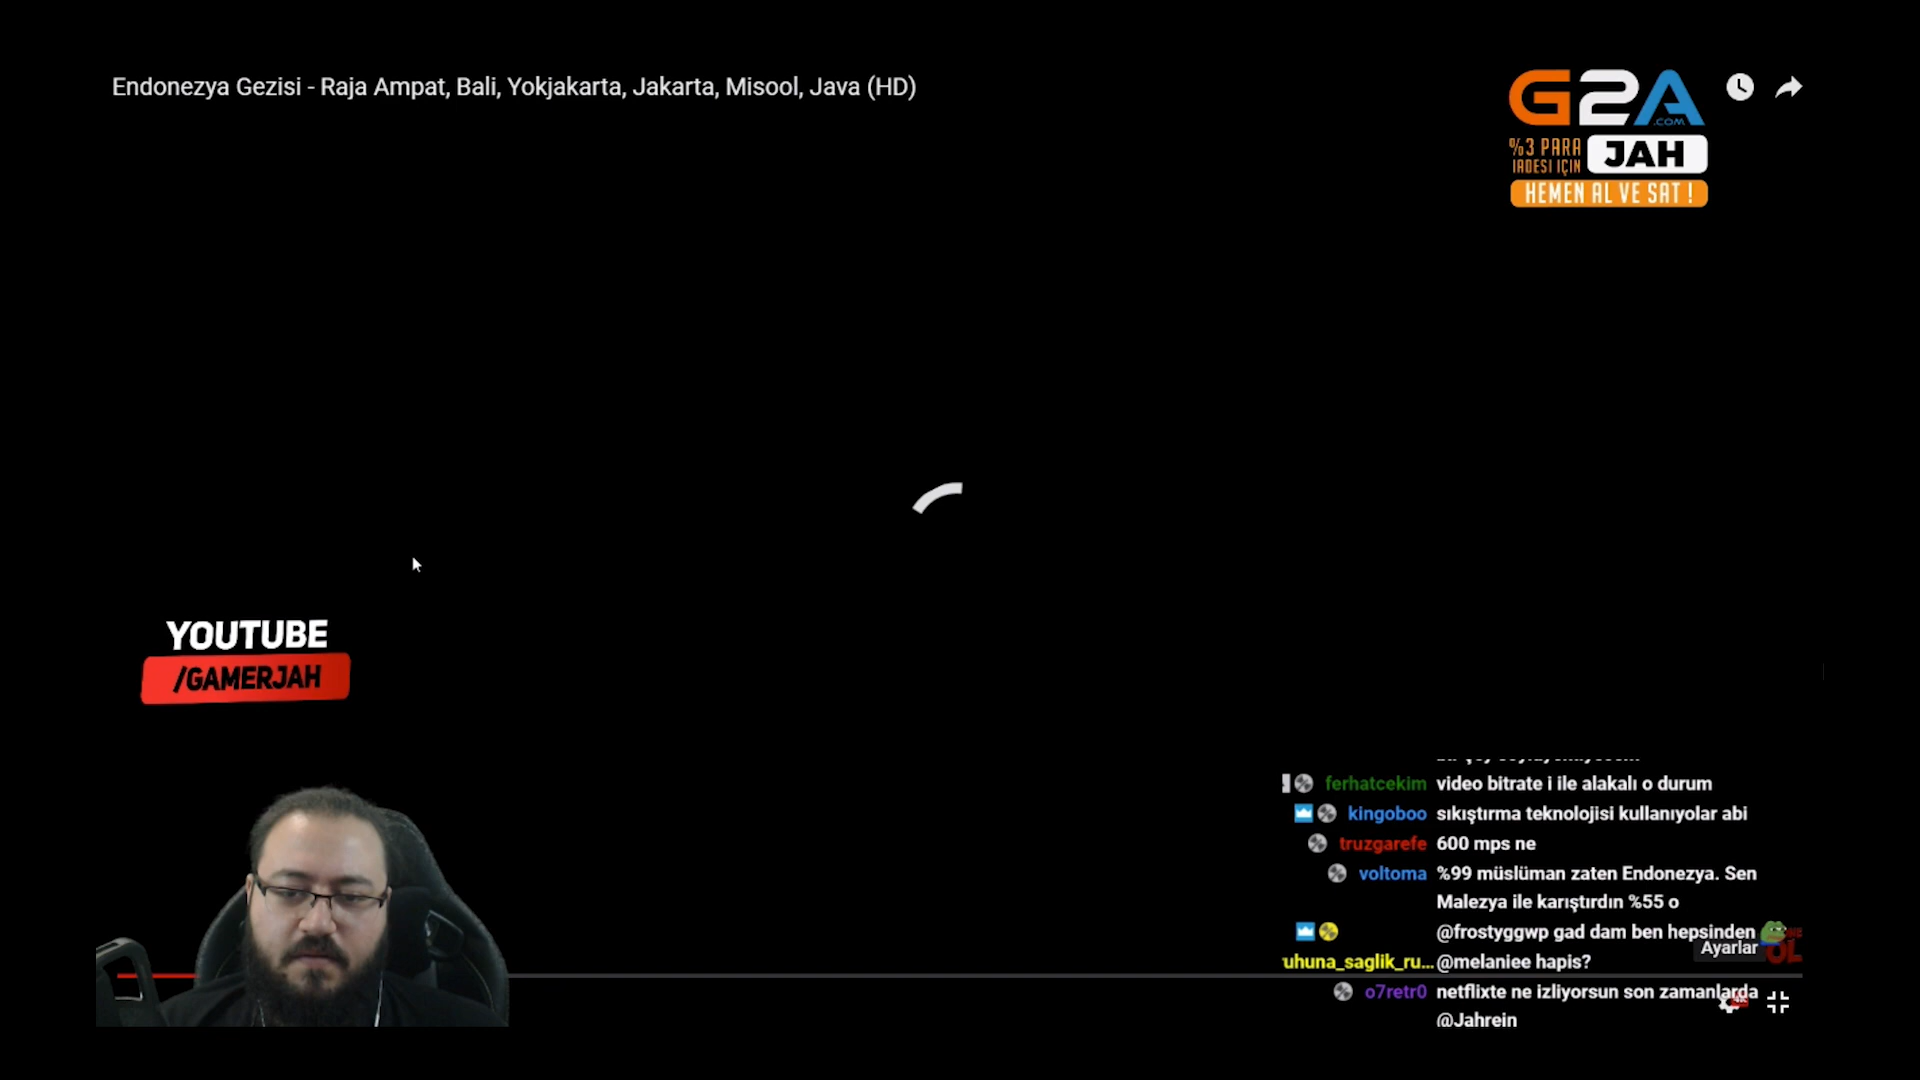 Endonezya Gezisi - Raja Ampat, Bali, Yokjakarta, Jakarta, Misool, Java (HD)
G2A
.COM
%3 PARA
İADESİ İÇİN
JAH
HEMEN AL VE SAT !
YOUTUBE
/GAMERJAH
ferhatcekim video bitrate i ile alakalı o durum
kingoboo sıkıştırma teknolojisi kullanıyolar abi
truzgarefe 600 mps ne
voltoma %99 müslüman zaten Endonezya. Sen
Malezya ile karıştırdın %55 o
@frostyggwp gad dam ben hepsinden
Ayarlar
uhuna_saglik_ru... @melaniee hapis?
o7retr0 netflixte ne izliyorsun son zamanlarda
@Jahrein